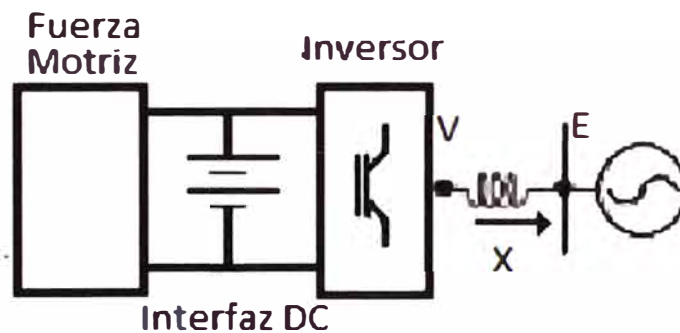 Fuerza
Motriz
Inversor
V
E
X
Interfaz DC